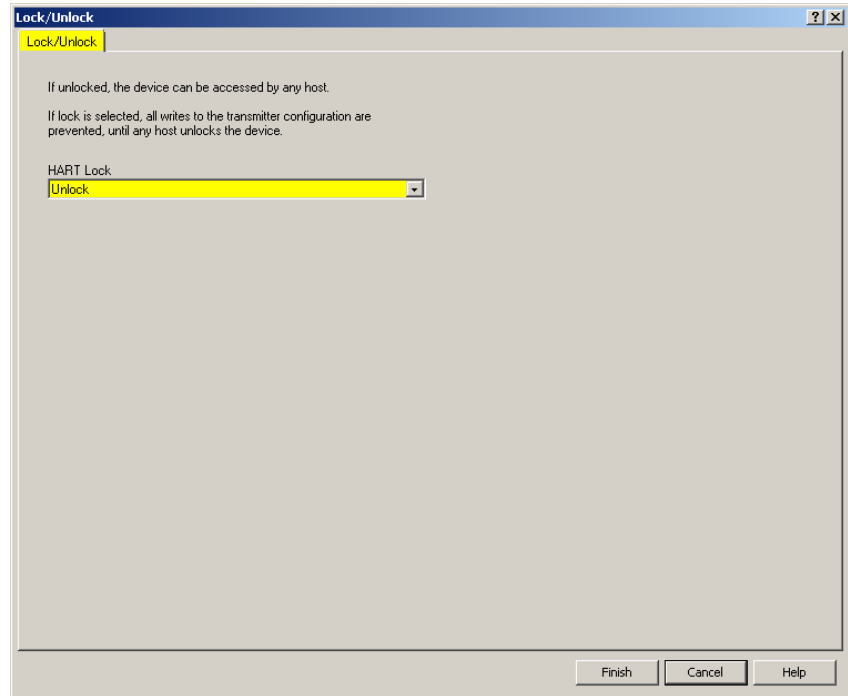 Lock/Unlock
Lock/Unlock
If unlocked, the device can be accessed by any host.
If lock is selected, all writes to the transmitter configuration are
prevented, until any host unlocks the device.
HART Lock
Unlock
Finish Cancel Help